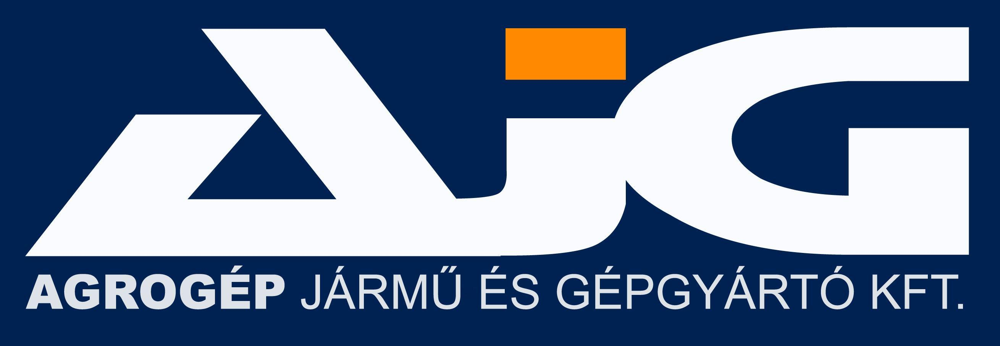 AjG
AGROGÉP JÁRMŰ ÉS GÉPGYÁRTÓ KFT.